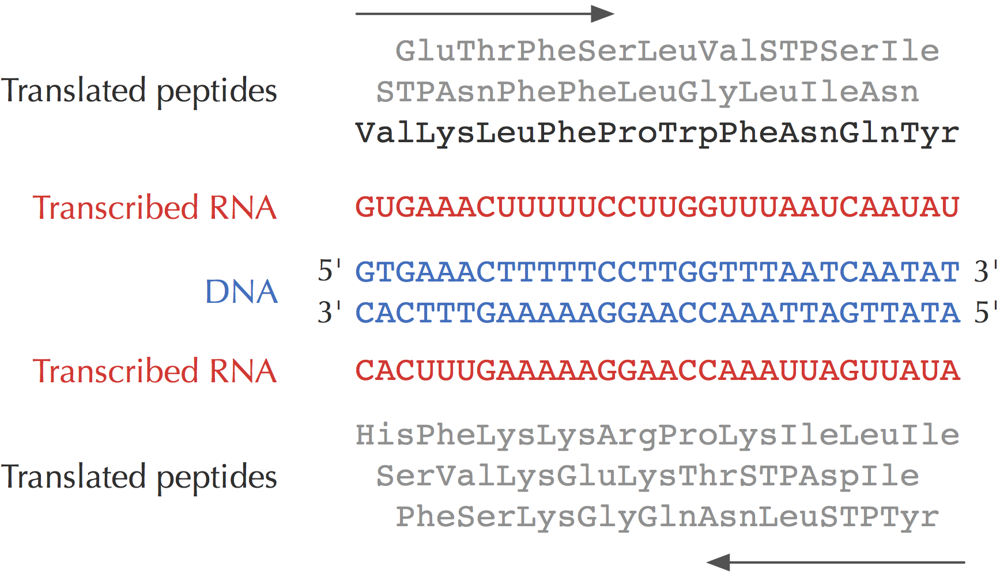 GluThrPheSerLeuValSTPSerIle
Translated peptides STPAsnPhePheLeuGlyLeuIleAsn
ValLysLeuPheProTrpPheAsnGlnTyr
Transcribed RNA GUGAAACUUUUUCCUUGGUUUAAUCAAUAU
5' GTGAAACTTTTTCCTTGGTTTAATCAATAT 3'
DNA
3' CACTTTGAAAAAGGAACCAAATTAGTTATA 5'
Transcribed RNA CACUUUGAAAAAGGAACCAAAUUAGUUAUA
HisPheLysLysArgProLysIleLeuIle
Translated peptides SerValLysGluLysThrSTPAspIle
PheSerLysGlyGlnAsnLeuSTPTyr